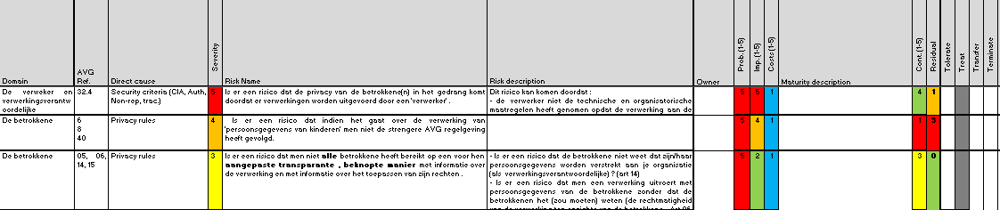 Domain AVG Ref. Direct cause Severity Risk Name Risk description Owner Prob. (1-5) Imp. (1-5) Costs (1-5) Maturity description Cont. (1-5) Residual Tolerate Treat Transfer Terminate
De verweker en verwerkingsverantw oordelijke
32.4
Security criteria (CIA, Auth, Non-rep, trac.)
5
Is er een risico dat de privacy van de betrokkene(n) in het gedrang komt
doordat er verwerkingen worden uitgevoerd door een 'verwerker' .
Dit risico kan komen doordat :
- de verwerker niet de technische en organisatorische
maatregelen heeft genomen opdat de verwerking aan de
5 5 1 4 1
De betrokkene
6
8
40
Privacy rules
4
Is er een risico dat indien het gaat over de verwerking van
'persoonsgegevens van kinderen' men niet de strengere AVG regelgeving
heeft gevolgd.
5 4 1 1 3
De betrokkene
05, 06,
14, 15
Privacy rules
3
Is er een risico dat men niet alle betrokkene heeft bereikt op een voor hen
aangepaste transparante , beknopte manier met informatie over
de verwerking en met informatie over het toepassen van zijn rechten .
- Is er een risico dat de betrokkene niet weet dat zijn/haar
persoonsgegevens worden verstrekt aan je organisatie
(als verwerkingsverantwoordelijke) ? (art 14)
- Is er een risico dat men een verwerking uitvoert met
persoonsgegevens van de betrokkene zonder dat de
betrokkenen het (zou moeten) weten (de rechtmatigheid
5 2 1 3 0